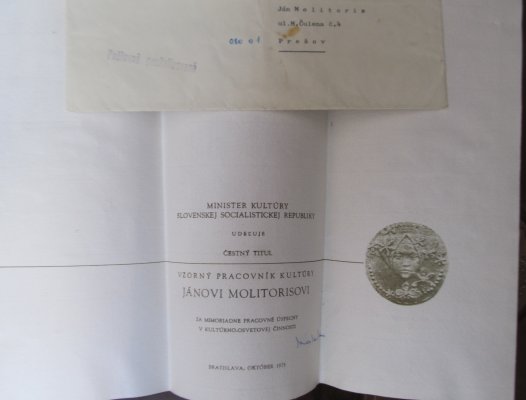 Ján Molitoris
ul.M.Čulena č.4
Prešov
MINISTER KULTÚRY
SLOVENSKEJ SOCIALISTICKEJ REPUBLIKY
UDEĽUJE
ČESTNÝ TITUL
VZORNÝ PRACOVNÍK KULTÚRY
JÁNOVI MOLITORISOVI
ZA MIMORIADNE PRACOVNÉ ÚSPECHY
V KULTÚRNO-OSVETOVEJ ČINNOSTI
BRATISLAVA, OKTÓBER